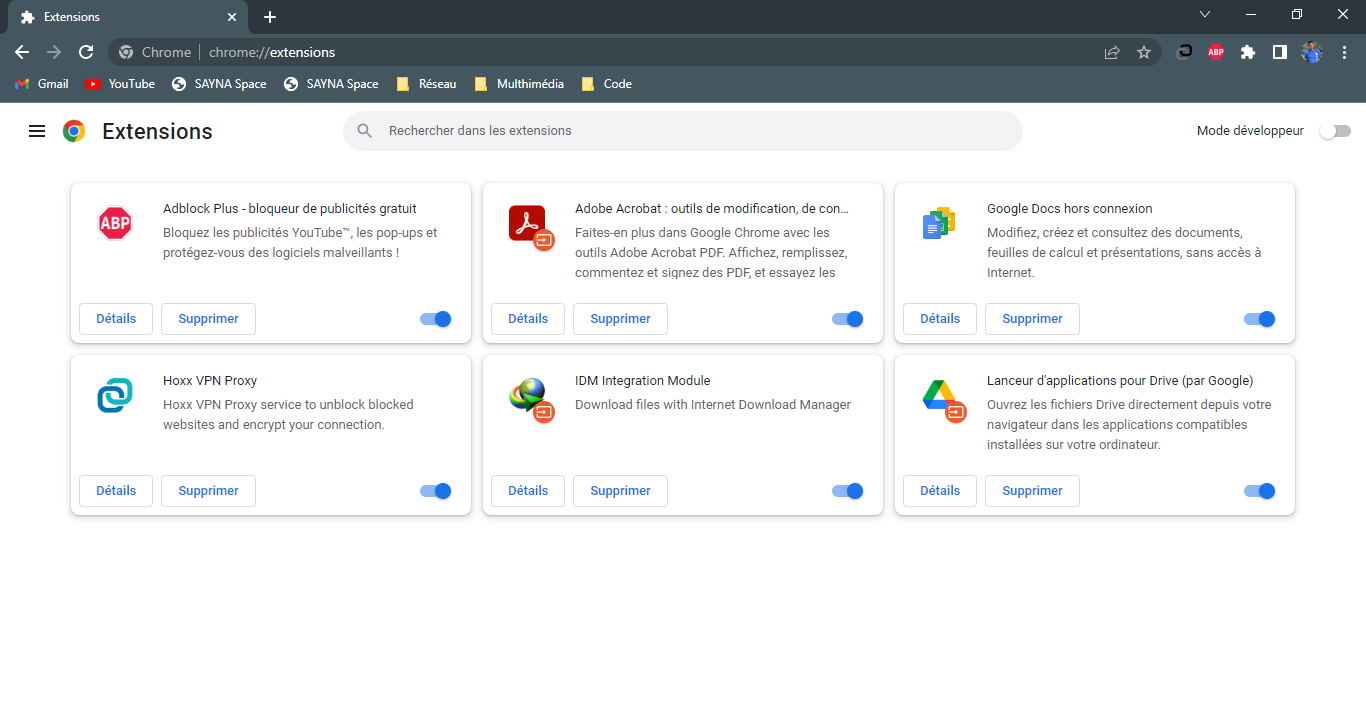 Extensions
Chrome
chrome://extensions
ABP
Gmail
YouTube
SAYNA Space
SAYNA Space
Réseau
Multhimédia
Code
Extensions
Rechercher dans les extensions
Mode développeur
ABP
Adblock Plus - bloqueur de publicités gratuit
Bloquez les publicités YouTube™, les pop-ups et
protégez-vous des logiciels malveillants !
Détails
Supprimer
Adobe Acrobat : outils de modification, de con...
Faites-en plus dans Google Chrome avec les
outils Adobe Acrobat PDF. Affichez, remplissez,
commentez et signez des PDF, et essayez les
Détails
Supprimer
Google Docs hors connexion
Modifiez, créez et consultez des documents,
feuilles de calcul et présentations, sans accès à
Internet.
Détails
Supprimer
Hoxx VPN Proxy
Hoxx VPN Proxy service to unblock blocked
websites and encrypt your connection.
Détails
Supprimer
IDM Integration Module
Download files with Internet Download Manager
Détails
Supprimer
Lanceur d'applications pour Drive (par Google)
Ouvrez les fichiers Drive directement depuis votre
navigateur dans les applications compatibles
installées sur votre ordinateur.
Détails
Supprimer